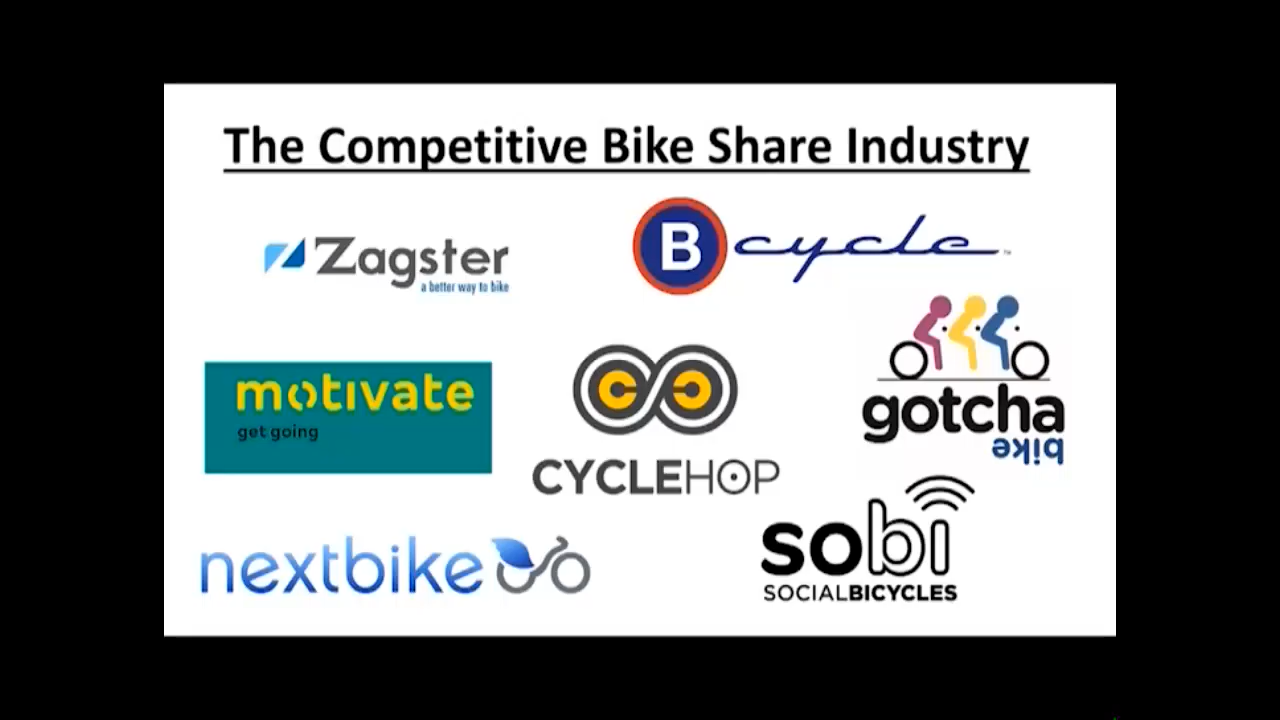 The Competitive Bike Share Industry
Zagster
a better way to bike
B cycle™
motivate
get going
CYCLEHOP
gotcha
bike
nextbike
sobi
SOCIALBICYCLES